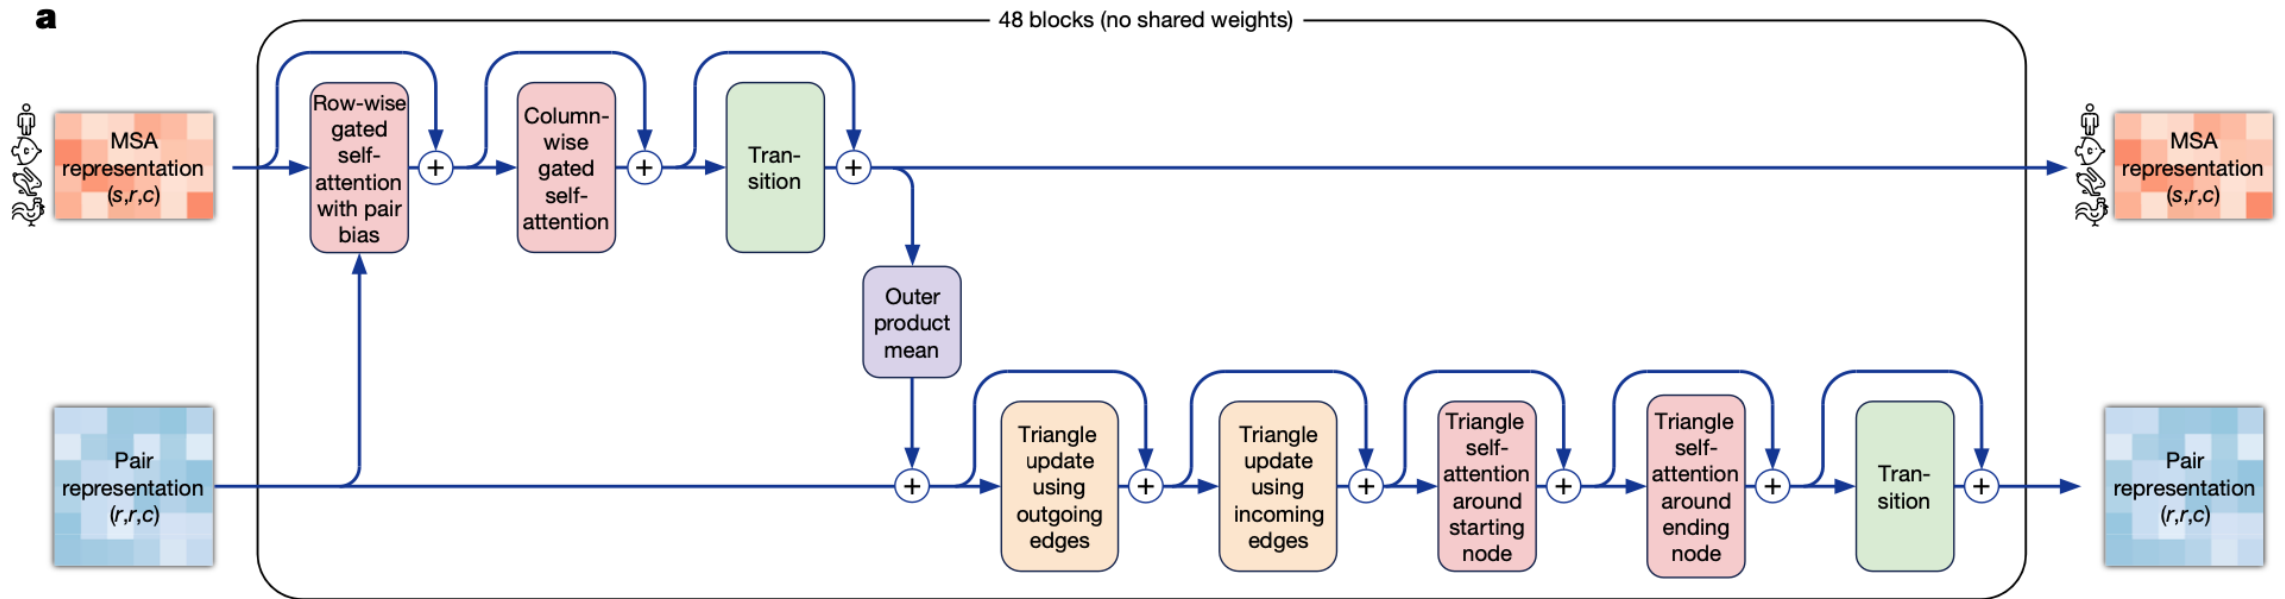 a
48 blocks (no shared weights)
MSA
representation
(s,r,c)
Row-wise
gated
self-
attention
with pair
bias
+
Column-
wise
gated
self-
attention
+
Tran-
sition
+
MSA
representation
(s,r,c)
Outer
product
mean
Pair
representation
(r,r,c)
+
Triangle
update
using
outgoing
edges
+
Triangle
update
using
incoming
edges
+
Triangle
self-
attention
around
starting
node
+
Triangle
self-
attention
around
ending
node
+
Tran-
sition
+
Pair
representation
(r,r,c)